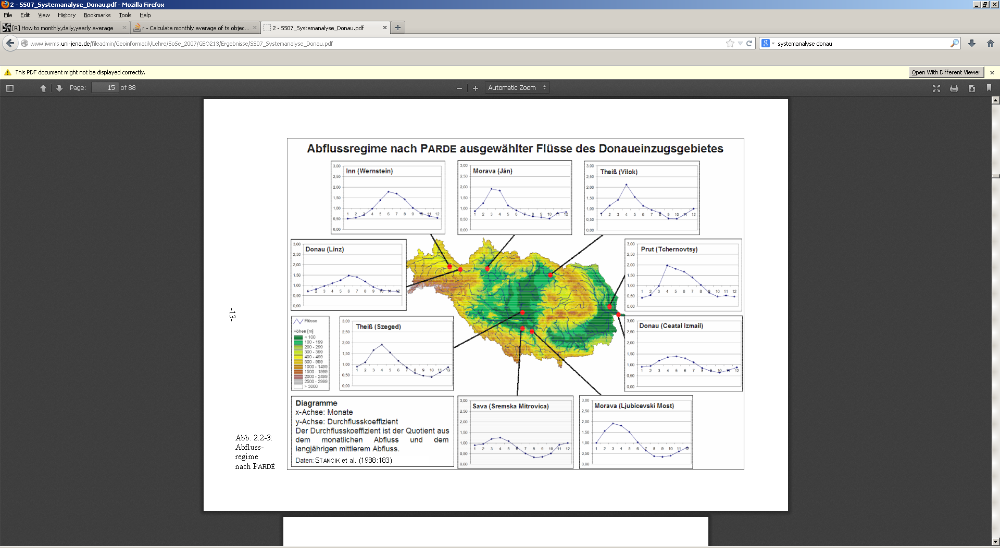 2 - SS07_Systemanalyse_Donau.pdf - Mozilla Firefox
File Edit View History Bookmarks Tools Help
[R] How to monthly,daily,yearly average
r - Calculate monthly average of ts objec...
2 - SS07_Systemanalyse_Donau.pdf
www.iwrms.uni-jena.de/fileadmin/Geoinformatik/Lehre/SoSe_2007/GEO213/Ergebnisse/SS07_Systemanalyse_Donau.pdf
systemanalyse donau
This PDF document might not be displayed correctly.
Open With Different Viewer
Page: 15 of 88
Automatic Zoom
Abflussregime nach PARDE ausgewählter Flüsse des Donaueinzugsgebietes
Inn (Wernstein)
3,00
2,50
2,00
1,50
1,00
0,50
0,00
1 2 3 4 5 6 7 8 9 10 11 12
Morava (Ján)
3,00
2,50
2,00
1,50
1,00
0,50
0,00
1 2 3 4 5 6 7 8 9 10 11 12
Theiß (Vilok)
3,00
2,50
2,00
1,50
1,00
0,50
0,00
1 2 3 4 5 6 7 8 9 10 11 12
Donau (Linz)
3,00
2,50
2,00
1,50
1,00
0,50
0,00
1 2 3 4 5 6 7 8 9 10 11 12
Prut (Tchernovtsy)
3,00
2,50
2,00
1,50
1,00
0,50
0,00
1 2 3 4 5 6 7 8 9 10 11 12
-13-
Flüsse
Höhen [m]
< 100
100 - 199
200 - 299
300 - 399
400 - 499
500 - 999
1000 - 1499
1500 - 1999
2000 - 2499
2500 - 2999
> 3000
Theiß (Szeged)
3,00
2,50
2,00
1,50
1,00
0,50
0,00
1 2 3 4 5 6 7 8 9 10 11 12
Donau (Ceatal Izmail)
3,00
2,50
2,00
1,50
1,00
0,50
0,00
1 2 3 4 5 6 7 8 9 10 11 12
Diagramme
x-Achse: Monate
y-Achse: Durchflusskoeffizient
Der Durchflusskoeffizient ist der Quotient aus
dem monatlichen Abfluss und dem
langjährigen mittlerem Abfluss.
Daten: STANCIK et al. (1988:183)
Sava (Sremska Mitrovica)
3,00
2,50
2,00
1,50
1,00
0,50
0,00
1 2 3 4 5 6 7 8 9 10 11 12
Morava (Ljubicevski Most)
3,00
2,50
2,00
1,50
1,00
0,50
0,00
1 2 3 4 5 6 7 8 9 10 11 12
Abb. 2.2-3:
Abfluss-
regime
nach PARDÉ